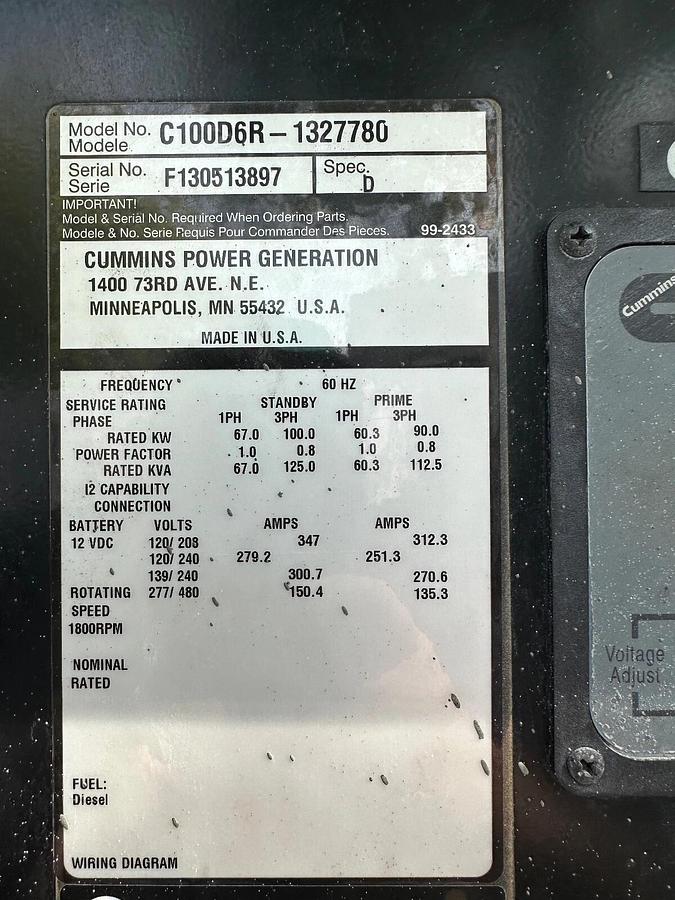 Model No. C100D6R – 1327780
Modele
Serial No. F130513897 Spec.
Serie D
IMPORTANT!
Model & Serial No. Required When Ordering Parts.
Modele & No. Serie Requis Pour Commander Des Pieces. 99-2433
CUMMINS POWER GENERATION
1400 73RD AVE. N.E.
MINNEAPOLIS, MN 55432 U.S.A.
MADE IN U.S.A.
FREQUENCY 60 HZ
SERVICE RATING STANDBY PRIME
PHASE 1PH 3PH 1PH 3PH
RATED KW 67.0 100.0 60.3 90.0
POWER FACTOR 1.0 0.8 1.0 0.8
RATED KVA 67.0 125.0 60.3 112.5
I2 CAPABILITY
CONNECTION
BATTERY VOLTS AMPS AMPS
12 VDC 120/ 208 347 312.3
120/ 240 279.2 251.3
139/ 240 300.7 270.6
ROTATING 277/ 480 150.4 135.3
SPEED
1800RPM
NOMINAL
RATED
FUEL:
Diesel
WIRING DIAGRAM
Cummins
Voltage
Adjust